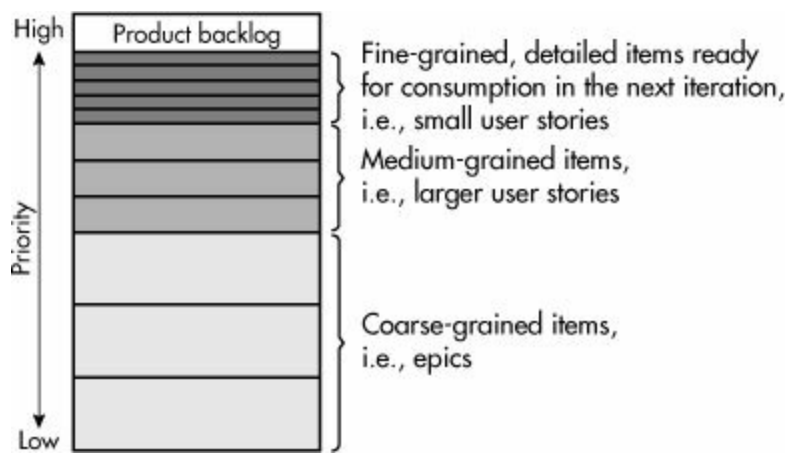 High
Product backlog
Fine-grained, detailed items ready
for consumption in the next iteration,
i.e., small user stories
Medium-grained items,
i.e., larger user stories
Priority
Coarse-grained items,
i.e., epics
Low